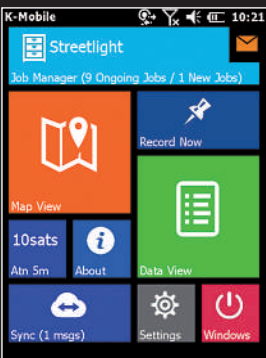 K-Mobile 10:21
Streetlight
Job Manager (9 Ongoing Jobs / 1 New Jobs)
Record Now
Map View
10sats
Atn 5m
About
Data View
Sync (1 msgs)
Settings
Windows